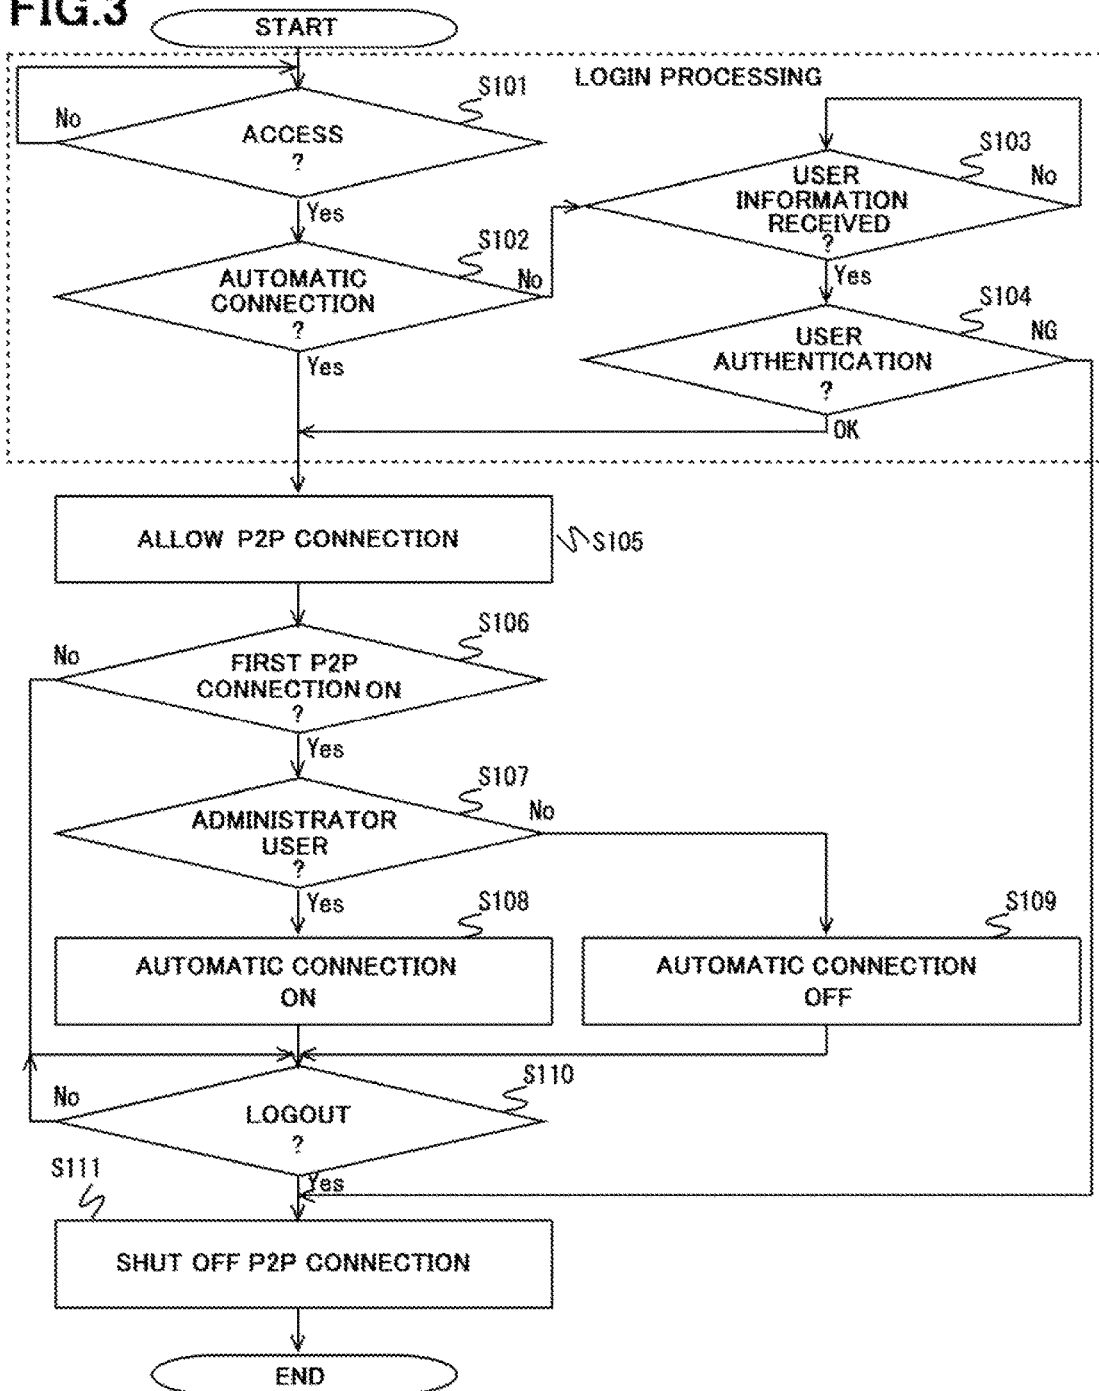 FIG.3
START
LOGIN PROCESSING
S101
No
ACCESS
?
Yes
S102
AUTOMATIC
CONNECTION
?
No
Yes
S103
USER
INFORMATION
RECEIVED
?
No
Yes
S104
USER
AUTHENTICATION
?
NG
OK
ALLOW P2P CONNECTION
S105
S106
No
FIRST P2P
CONNECTION ON
?
Yes
S107
ADMINISTRATOR
USER
?
No
Yes
S108
AUTOMATIC CONNECTION
ON
S109
AUTOMATIC CONNECTION
OFF
S110
No
LOGOUT
?
Yes
S111
SHUT OFF P2P CONNECTION
END